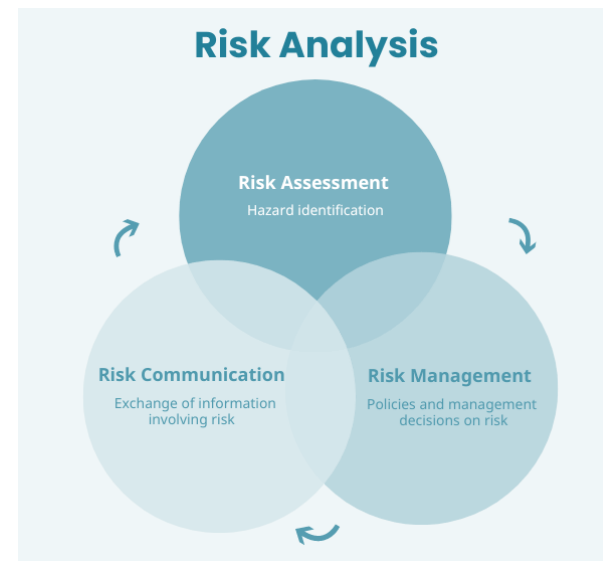 Risk Analysis
Risk Assessment
Hazard identification
Risk Communication
Exchange of information
involving risk
Risk Management
Policies and management
decisions on risk